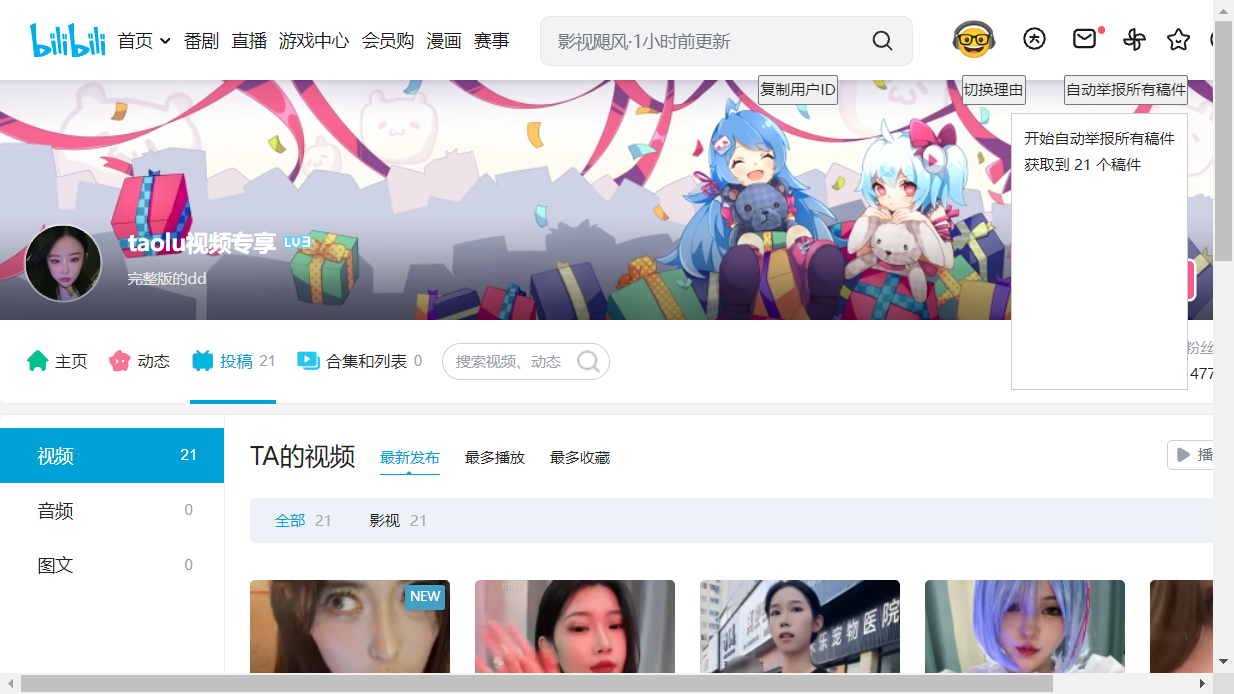 bilibili 首页 番剧 直播 游戏中心 会员购 漫画 赛事 影视飓风·1小时前更新
复制用户ID 切换理由 自动举报所有稿件
开始自动举报所有稿件
获取到 21 个稿件
taolu视频专享 LV3
完整版的dd
主页 动态 投稿 21 合集和列表 0 搜索视频、动态 粉丝
477
视频 21
音频 0
图文 0
TA的视频 最新发布 最多播放 最多收藏 播
全部 21 影视 21
NEW
乐宠物医院